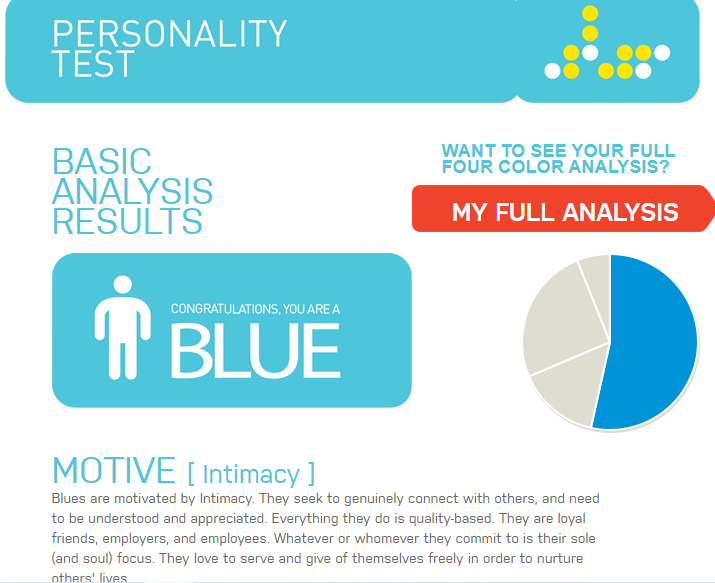 PERSONALITY
TEST
BASIC
ANALYSIS
RESULTS
WANT TO SEE YOUR FULL
FOUR COLOR ANALYSIS?
MY FULL ANALYSIS
CONGRATULATIONS, YOU ARE A
BLUE
MOTIVE [ Intimacy ]
Blues are motivated by Intimacy. They seek to genuinely connect with others, and need
to be understood and appreciated. Everything they do is quality-based. They are loyal
friends, employers, and employees. Whatever or whomever they commit to is their sole
(and soul) focus. They love to serve and give of themselves freely in order to nurture
others' lives